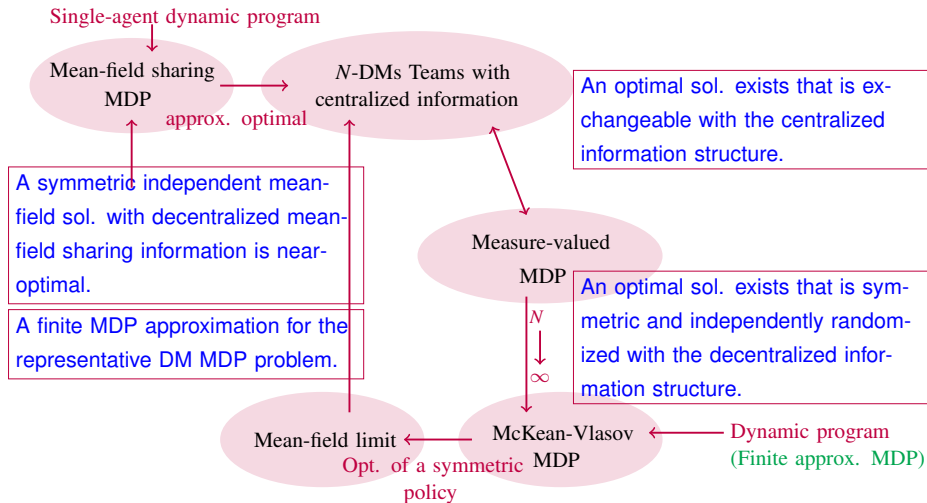 Single-agent dynamic program
Mean-field sharing
MDP
N-DMs Teams with
centralized information
approx. optimal
An optimal sol. exists that is ex-
changeable with the centralized
information structure.
A symmetric independent mean-
field sol. with decentralized mean-
field sharing information is near-
optimal.
Measure-valued
MDP
A finite MDP approximation for the
representative DM MDP problem.
An optimal sol. exists that is sym-
metric and independently random-
ized with the decentralized infor-
mation structure.
N
∞
Mean-field limit
McKean-Vlasov
MDP
Opt. of a symmetric
policy
Dynamic program
(Finite approx. MDP)